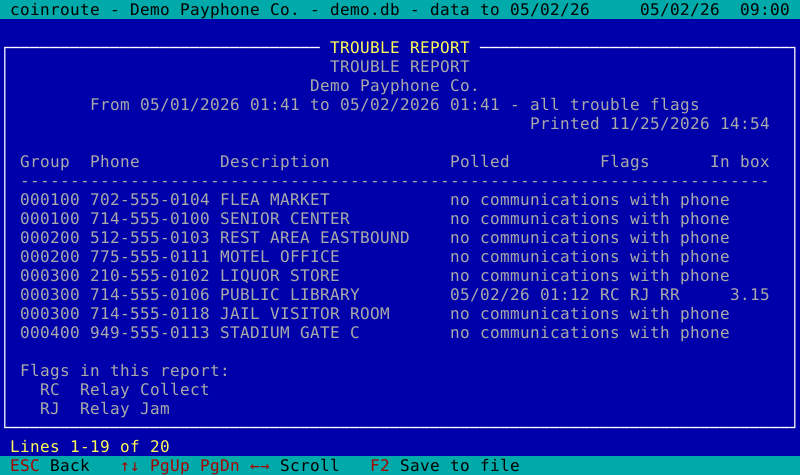 coinroute - Demo Payphone Co. - demo.db - data to 05/02/26     05/02/26  09:00
TROUBLE REPORT
TROUBLE REPORT
Demo Payphone Co.
From 05/01/2026 01:41 to 05/02/2026 01:41 - all trouble flags
Printed 11/25/2026 14:54
Group  Phone        Description            Polled         Flags      In box
---------------------------------------------------------------------------
000100 702-555-0104 FLEA MARKET            no communications with phone
000100 714-555-0100 SENIOR CENTER          no communications with phone
000200 512-555-0103 REST AREA EASTBOUND    no communications with phone
000200 775-555-0111 MOTEL OFFICE           no communications with phone
000300 210-555-0102 LIQUOR STORE           no communications with phone
000300 714-555-0106 PUBLIC LIBRARY         05/02/26 01:12 RC RJ RR     3.15
000300 714-555-0118 JAIL VISITOR ROOM      no communications with phone
000400 949-555-0113 STADIUM GATE C         no communications with phone
Flags in this report:
RC  Relay Collect
RJ  Relay Jam
Lines 1-19 of 20
ESC Back   ↑↓ PgUp PgDn ←→ Scroll   F2 Save to file